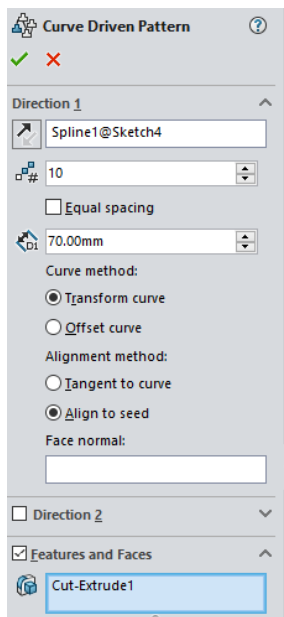 Curve Driven Pattern
Direction 1
Spline1@Sketch4
# 10
Equal spacing
D1 70.00mm
Curve method:
Transform curve
Offset curve
Alignment method:
Tangent to curve
Align to seed
Face normal:
Direction 2
Features and Faces
Cut-Extrude1